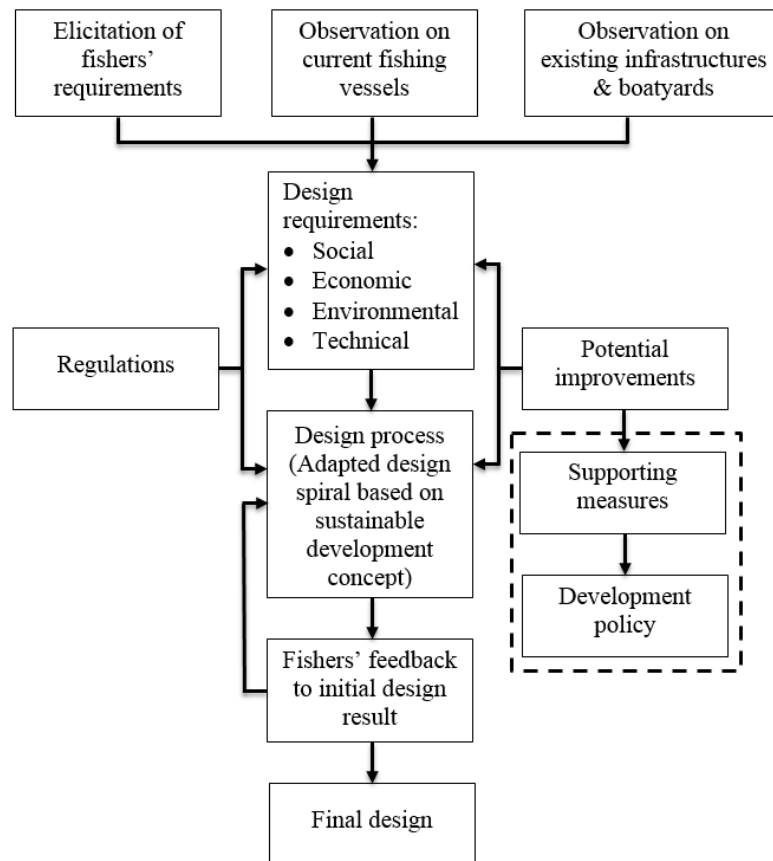 Elicitation of
fishers’
requirements
Observation on
current fishing
vessels
Observation on
existing infrastructures
& boatyards
Design
requirements:
• Social
• Economic
• Environmental
• Technical
Regulations
Potential
improvements
Design process
(Adapted design
spiral based on
sustainable
development
concept)
Supporting
measures
Development
policy
Fishers’ feedback
to initial design
result
Final design